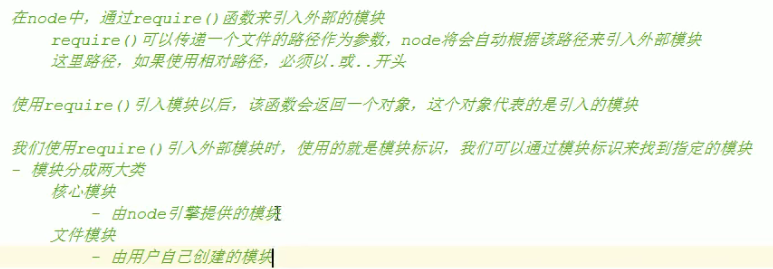 在node中，通过require()函数来引入外部的模块
require()可以传递一个文件的路径作为参数，node将会自动根据该路径来引入外部模块
这里路径，如果使用相对路径，必须以.或..开头
使用require()引入模块以后，该函数会返回一个对象，这个对象代表的是引入的模块
我们使用require()引入外部模块时，使用的就是模块标识，我们可以通过模块标识来找到指定的模块
- 模块分成两大类
核心模块
- 由node引擎提供的模块
文件模块
- 由用户自己创建的模块